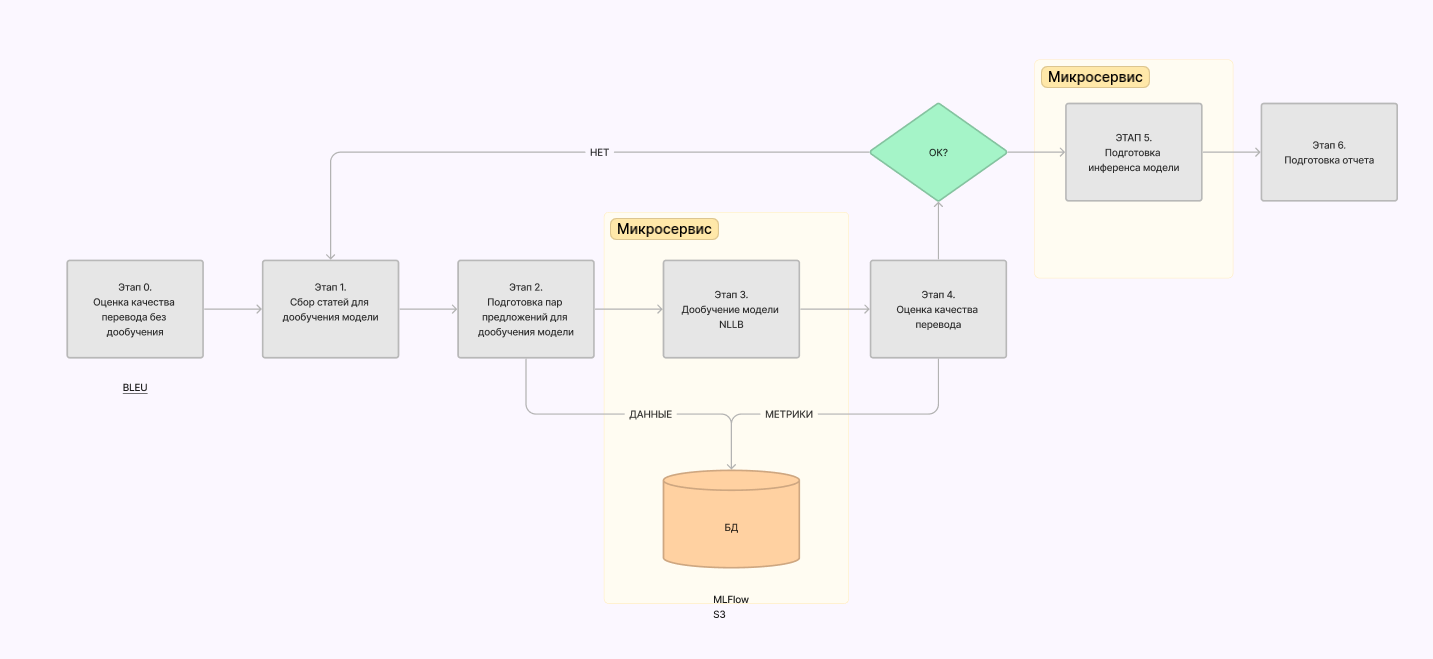 Микросервис
ЭТАП 5.
Подготовка
инференса модели
Этап 6.
Подготовка отчета
НЕТ
ОК?
Микросервис
Этап 0.
Оценка качества
перевода без
дообучения
BLEU
Этап 1.
Сбор статей для
дообучения модели
Этап 2.
Подготовка пар
предложений для
дообучения модели
Этап 3.
Дообучение модели
NLLB
Этап 4.
Оценка качества
перевода
ДАННЫЕ
МЕТРИКИ
БД
MLFlow
S3